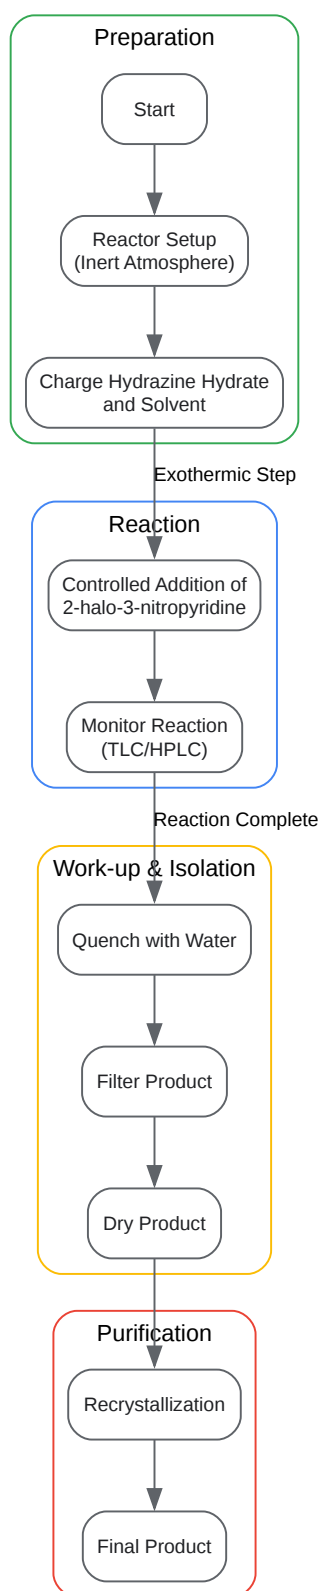 Preparation
Start
Reactor Setup
(Inert Atmosphere)
Charge Hydrazine Hydrate
and Solvent
Exothermic Step
Reaction
Controlled Addition of
2-halo-3-nitropyridine
Monitor Reaction
(TLC/HPLC)
Reaction Complete
Work-up & Isolation
Quench with Water
Filter Product
Dry Product
Purification
Recrystallization
Final Product